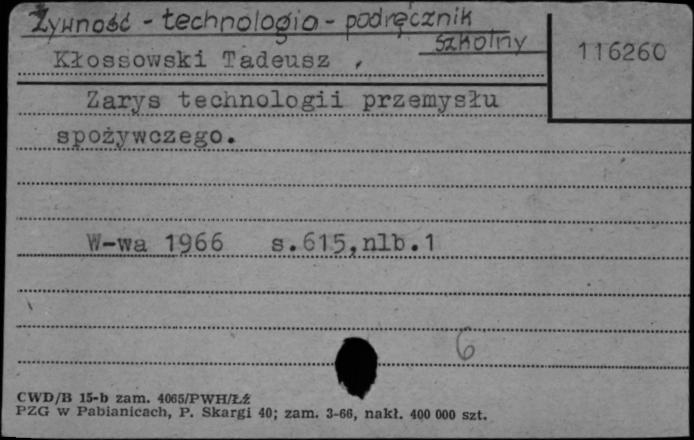 Żywność - technologia - podręcznik
szkolny
116260
Kłossowski Tadeusz ,
Zarys technologii przemysłu
spożywczego.
W-wa 1966 s.615,nlb.1
6
CWD/B 15-b zam. 4065/PWH/ŁŻ
PZG w Pabianicach, P. Skargi 40; zam. 3-66, nakł. 400 000 szt.